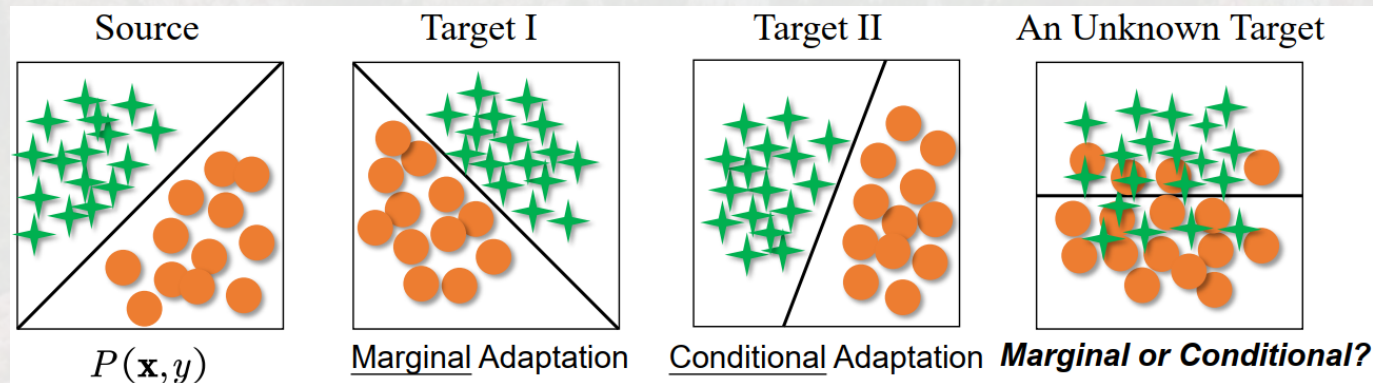 Source
Target I
Target II
An Unknown Target
P(x,y)
Marginal Adaptation
Conditional Adaptation
Marginal or Conditional?